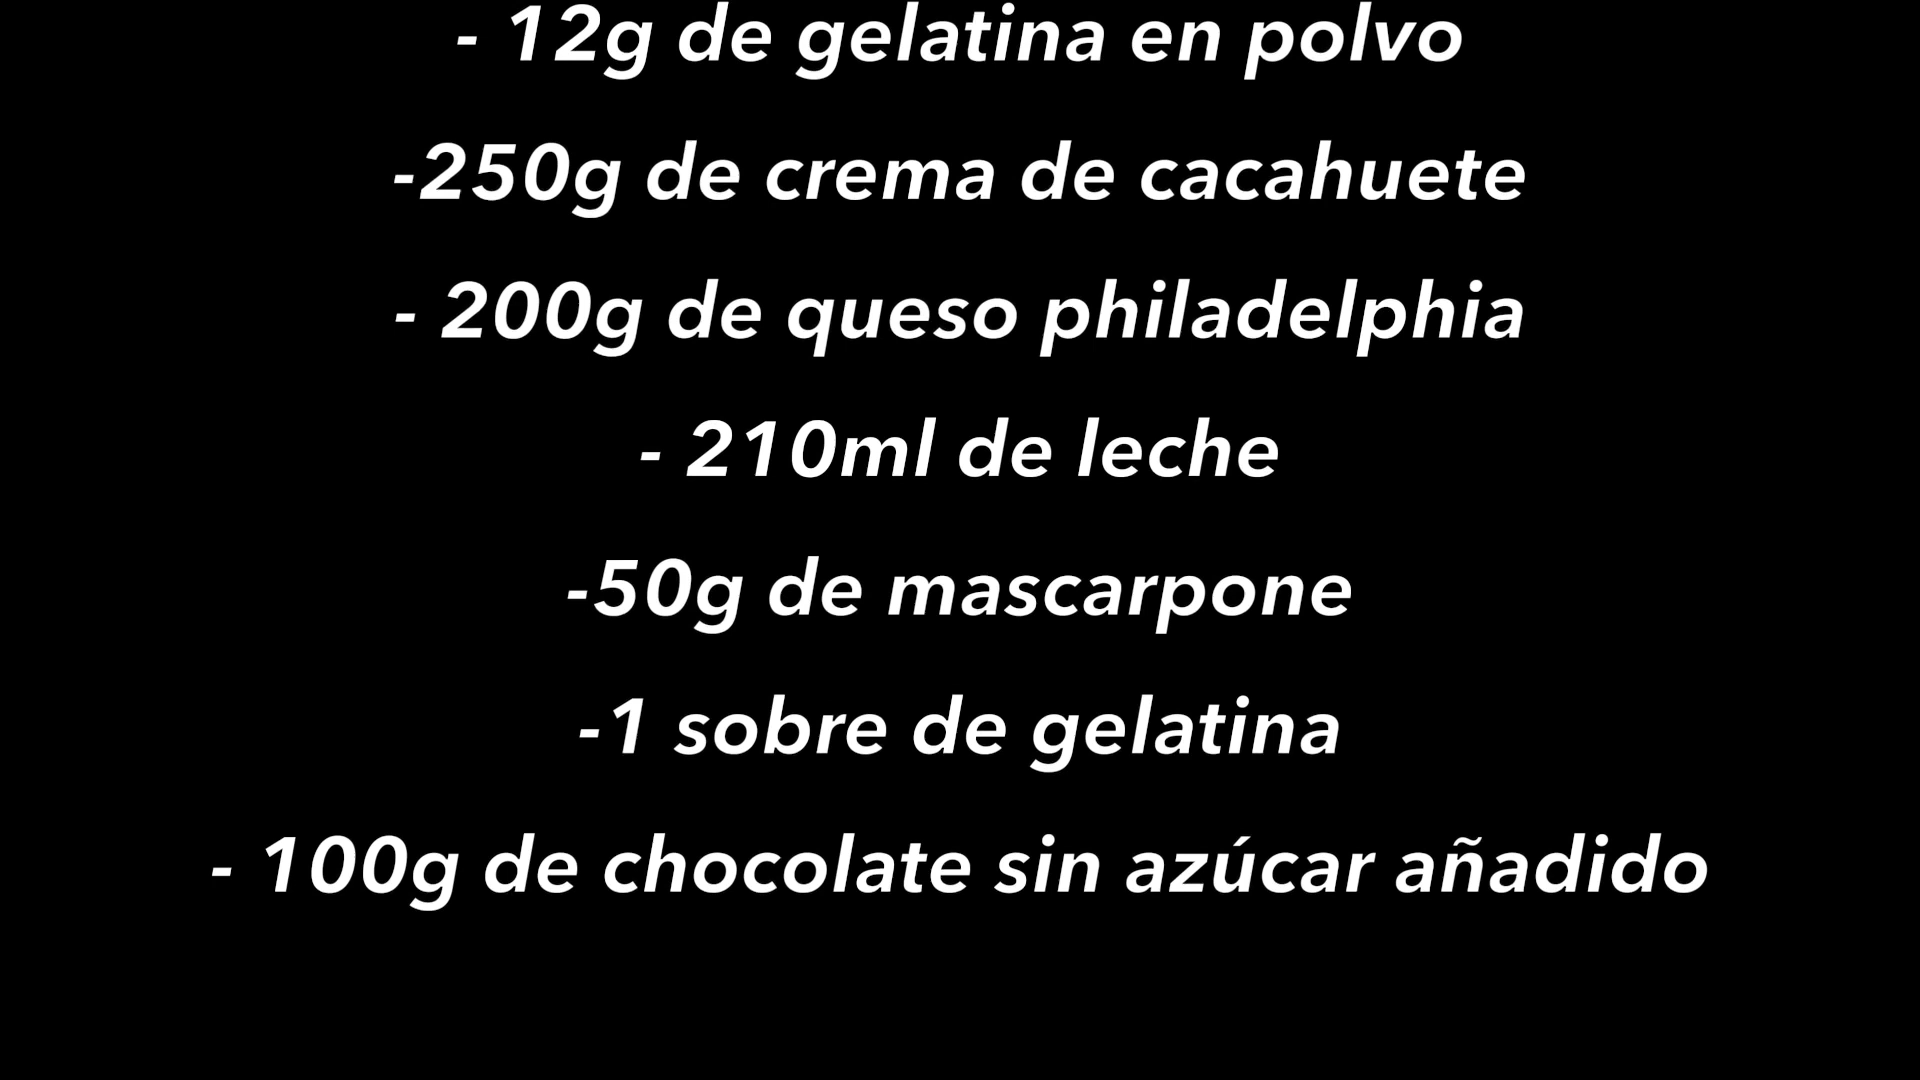 - 12g de gelatina en polvo
-250g de crema de cacahuete
- 200g de queso philadelphia
- 210ml de leche
-50g de mascarpone
-1 sobre de gelatina
- 100g de chocolate sin azúcar añadido